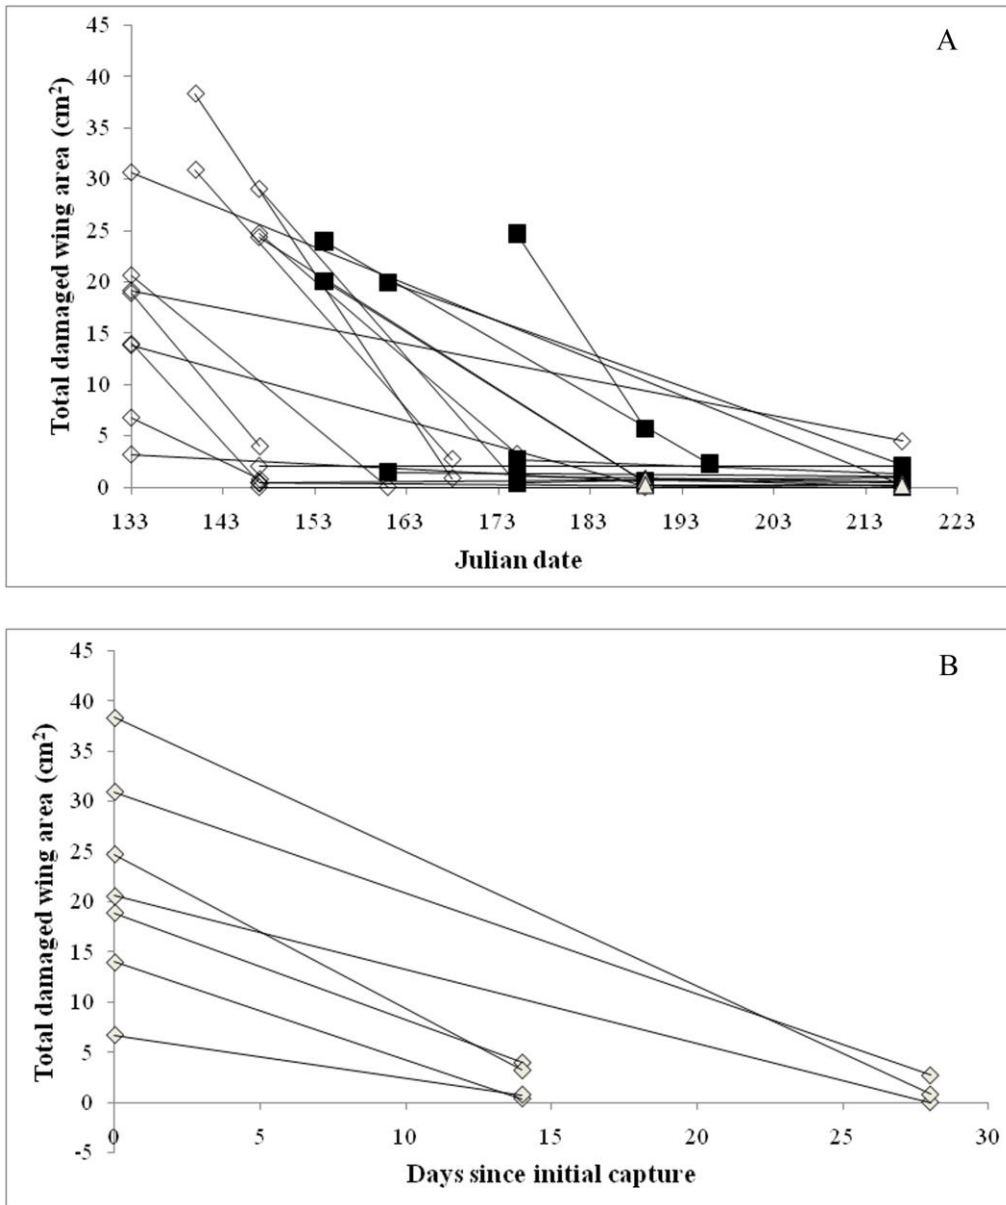 A
Total damaged wing area (cm²)
45
40
35
30
25
20
15
10
5
0
133 143 153 163 173 183 193 203 213 223
Julian date
B
Total damaged wing area (cm²)
45
40
35
30
25
20
15
10
5
0
-5
0 5 10 15 20 25 30
Days since initial capture